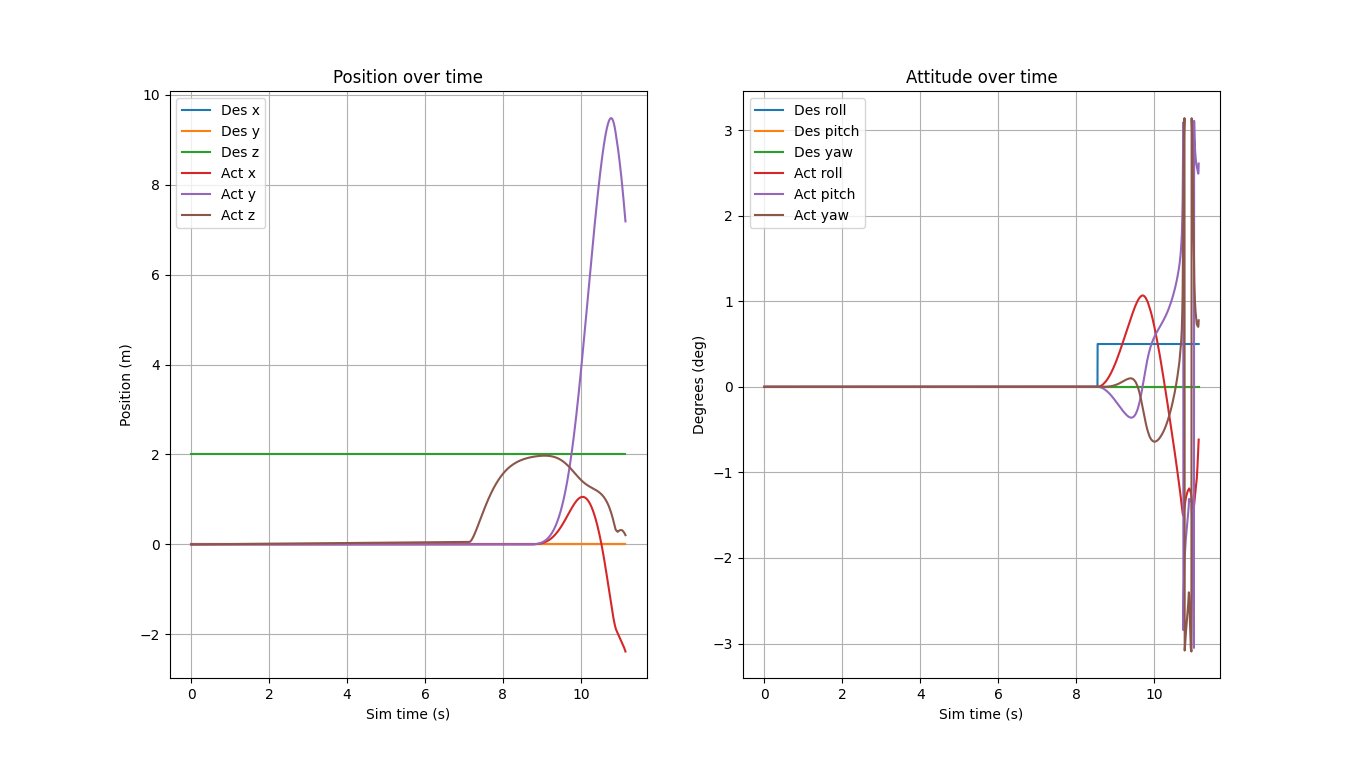 Position over time
10
8
6
4
2
0
−2
Position (m)
Des x
Des y
Des z
Act x
Act y
Act z
0 2 4 6 8 10
Sim time (s)
Attitude over time
3
2
1
0
−1
−2
−3
Degrees (deg)
Des roll
Des pitch
Des yaw
Act roll
Act pitch
Act yaw
0 2 4 6 8 10
Sim time (s)